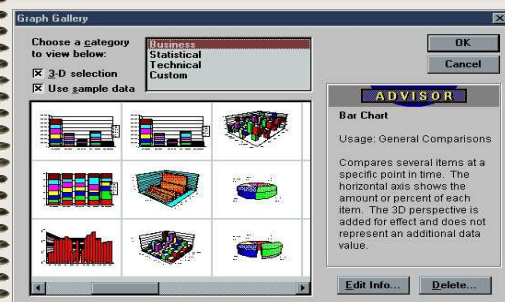 Graph Gallery
Choose a category
to view below:
3-D selection
Use sample data
Business
Statistical
Technical
Custom
OK
Cancel
ADVISOR
Bar Chart
Usage: General Comparisons
Compares several items at a
specific point in time. The
horizontal axis shows the
amount or percent of each
item. The 3D perspective is
added for effect and does not
represent an additional data
value.
Edit Info...
Delete...